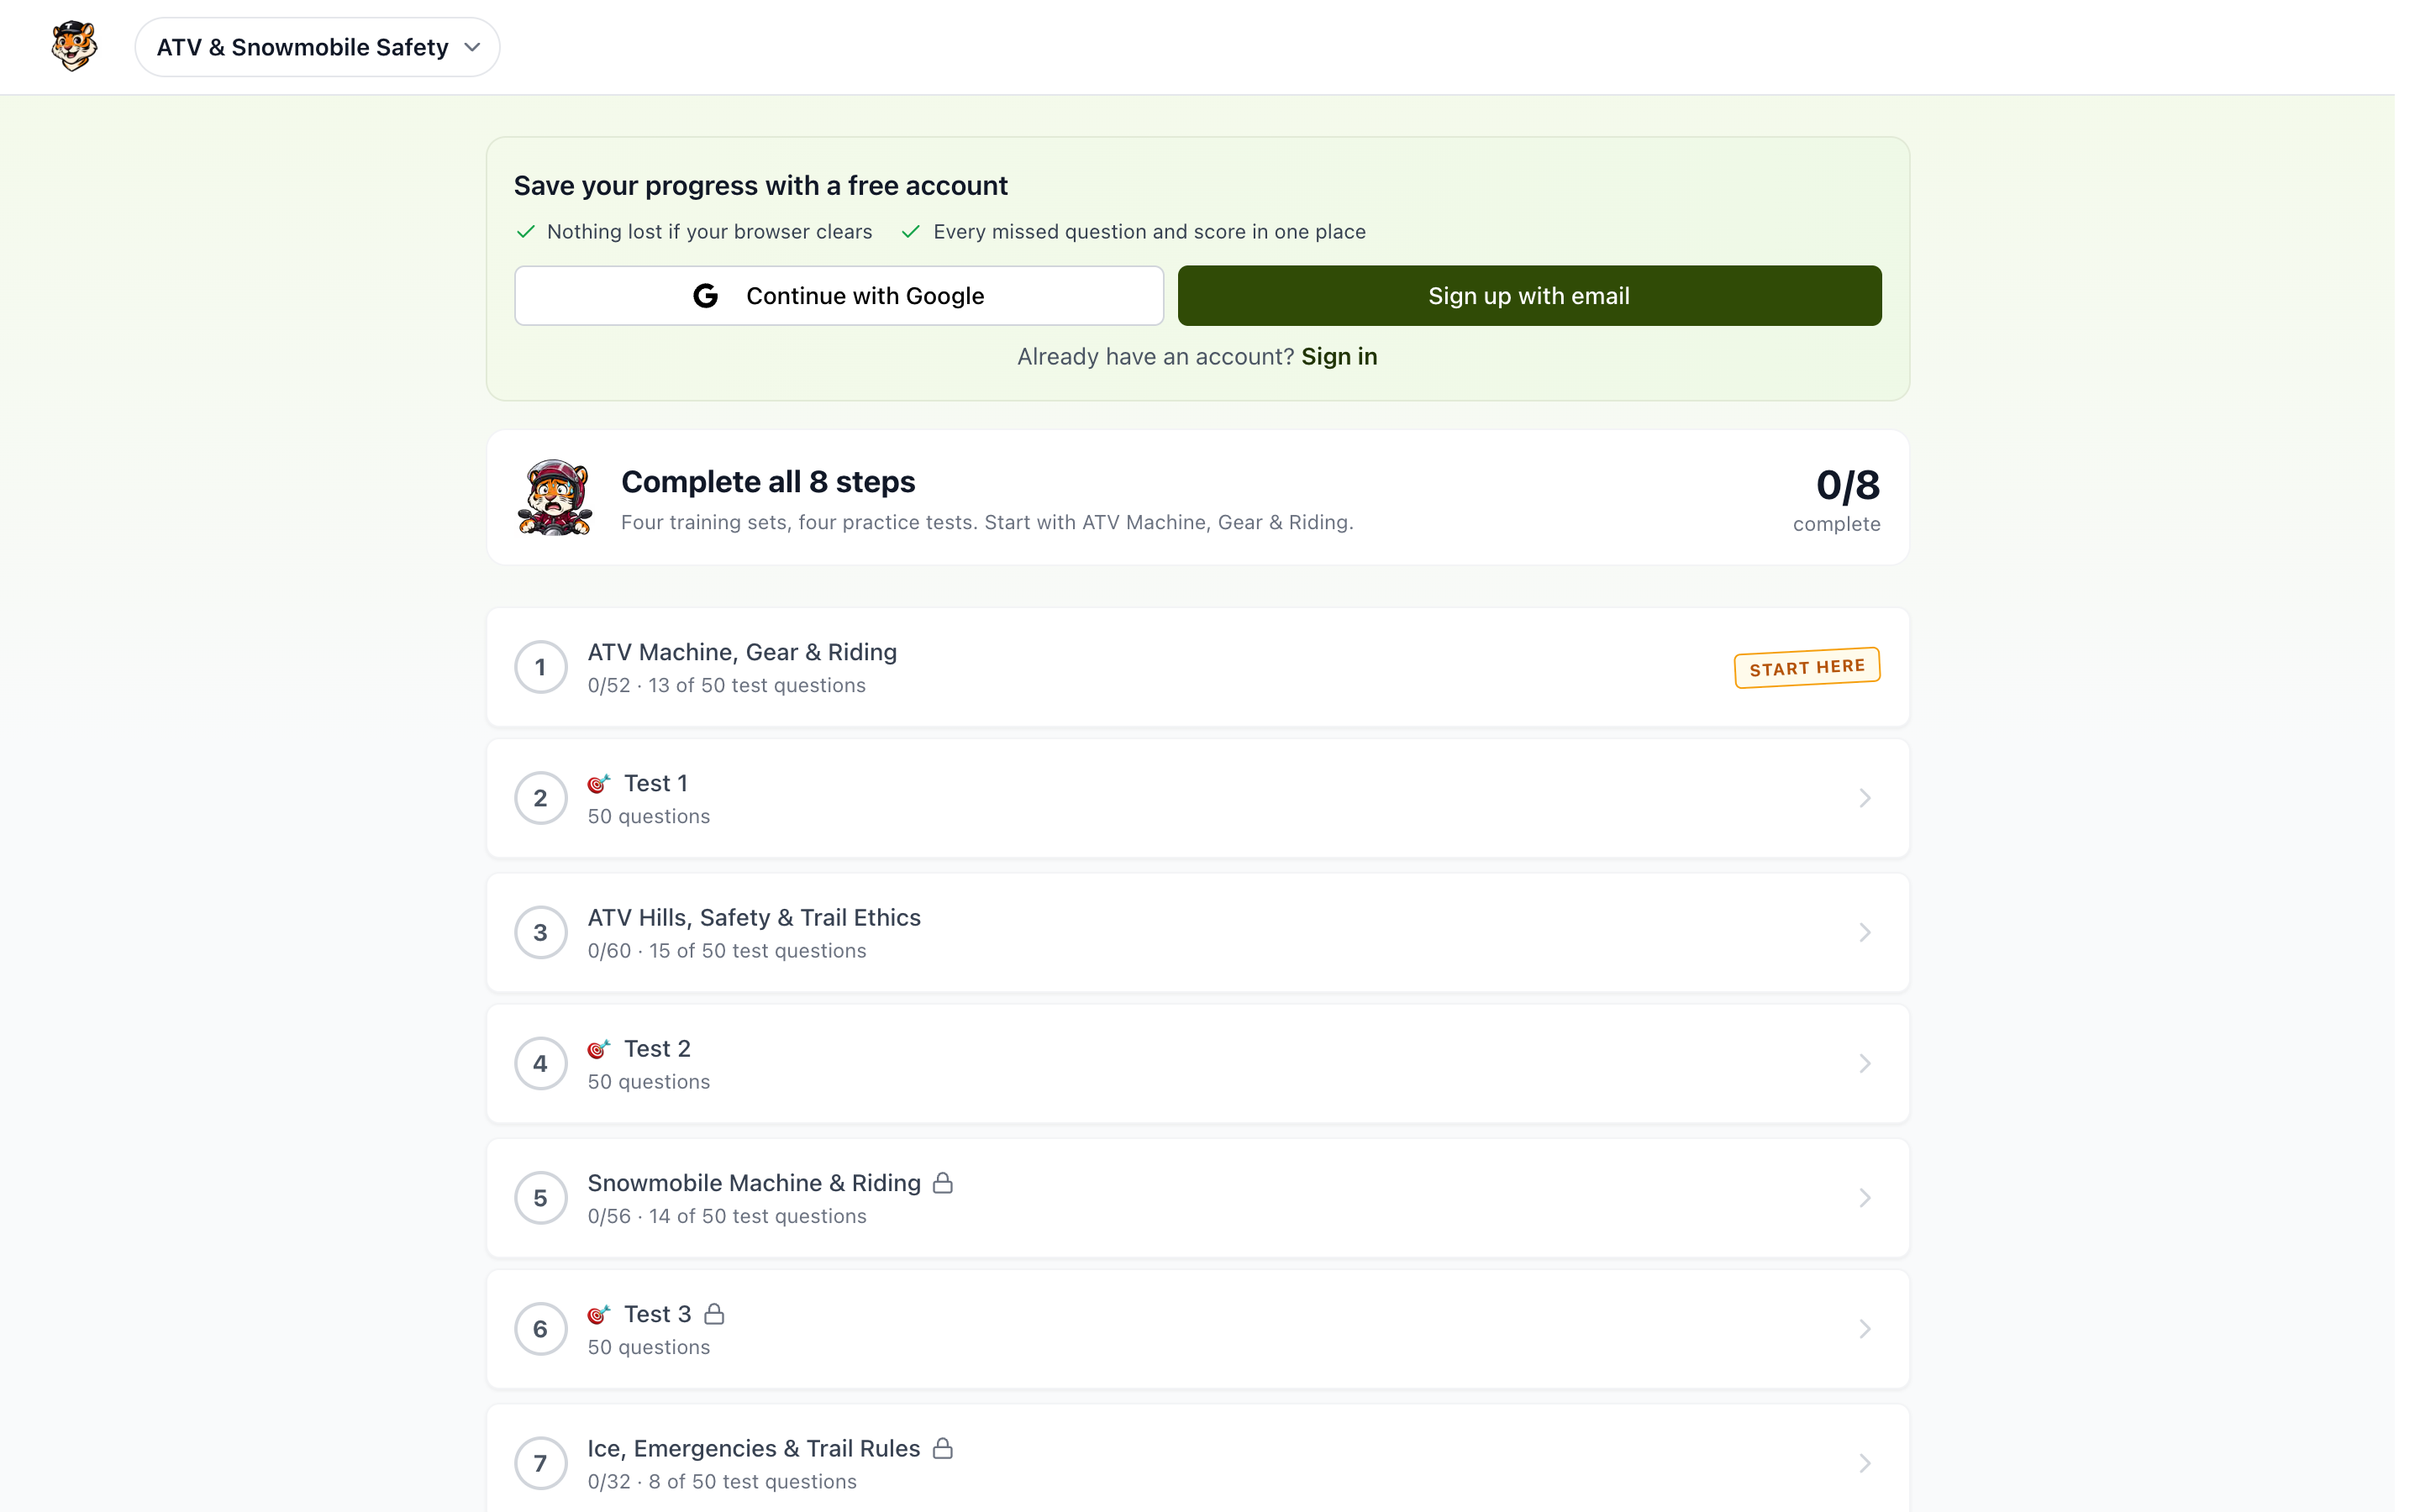 ATV & Snowmobile Safety
Save your progress with a free account
Nothing lost if your browser clears
Every missed question and score in one place
Continue with Google
Sign up with email
Already have an account? Sign in
Complete all 8 steps
Four training sets, four practice tests. Start with ATV Machine, Gear & Riding.
0/8
complete
1
ATV Machine, Gear & Riding
0/52 · 13 of 50 test questions
START HERE
2
Test 1
50 questions
3
ATV Hills, Safety & Trail Ethics
0/60 · 15 of 50 test questions
4
Test 2
50 questions
5
Snowmobile Machine & Riding
0/56 · 14 of 50 test questions
6
Test 3
50 questions
7
Ice, Emergencies & Trail Rules
0/32 · 8 of 50 test questions